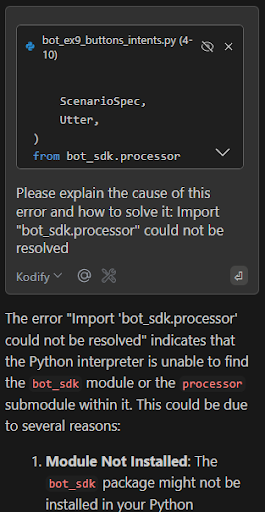 bot_ex9_buttons_intents.py (4-
10)
ScenarioSpec,
Utter,
)
from bot_sdk.processor
Please explain the cause of this
error and how to solve it: Import
"bot_sdk.processor" could not be
resolved
Kodify
The error "Import 'bot_sdk.processor'
could not be resolved" indicates that
the Python interpreter is unable to find
the bot_sdk module or the processor
submodule within it. This could be due
to several reasons:
1. Module Not Installed: The
bot_sdk package might not be
installed in your Python